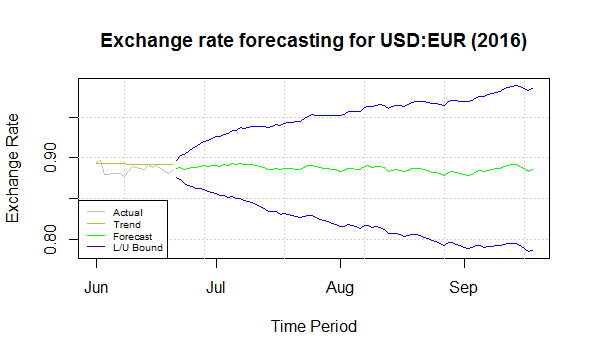 Exchange rate forecasting for USD:EUR (2016)
Exchange Rate
0.90
0.80
Actual
Trend
Forecast
L/U Bound
Jun Jul Aug Sep
Time Period